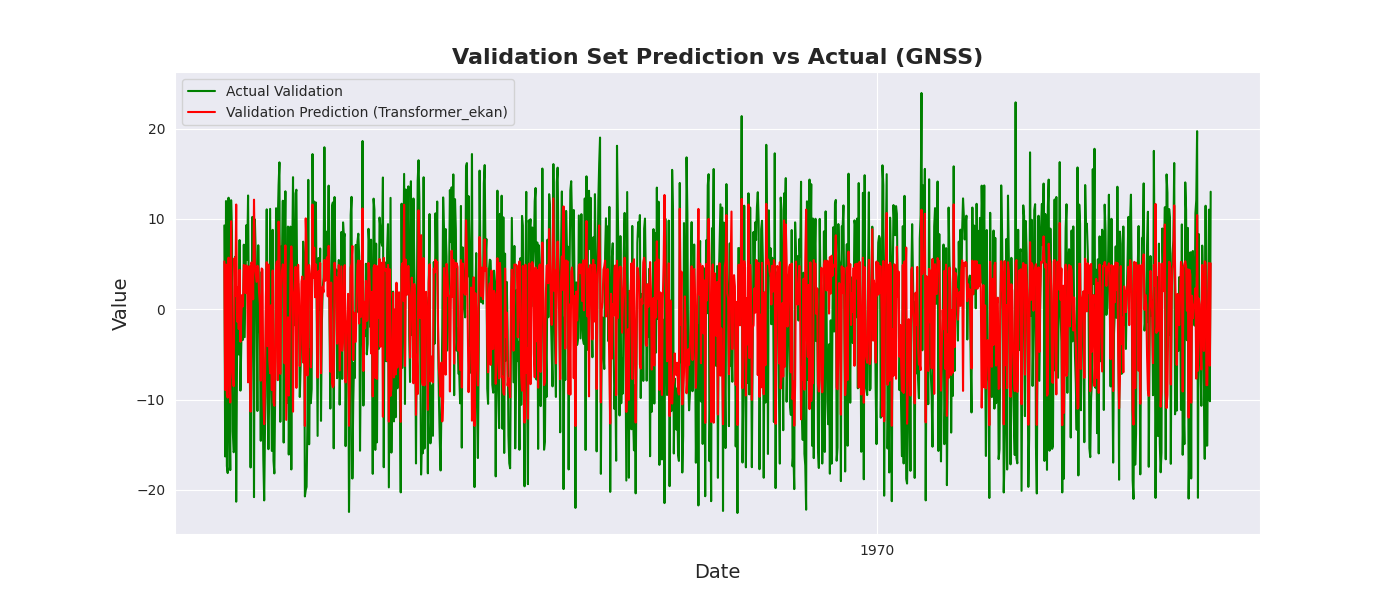 Validation Set Prediction vs Actual (GNSS)
Actual Validation
Validation Prediction (Transformer_ekan)
20
10
0
−10
−20
Value
1970
Date